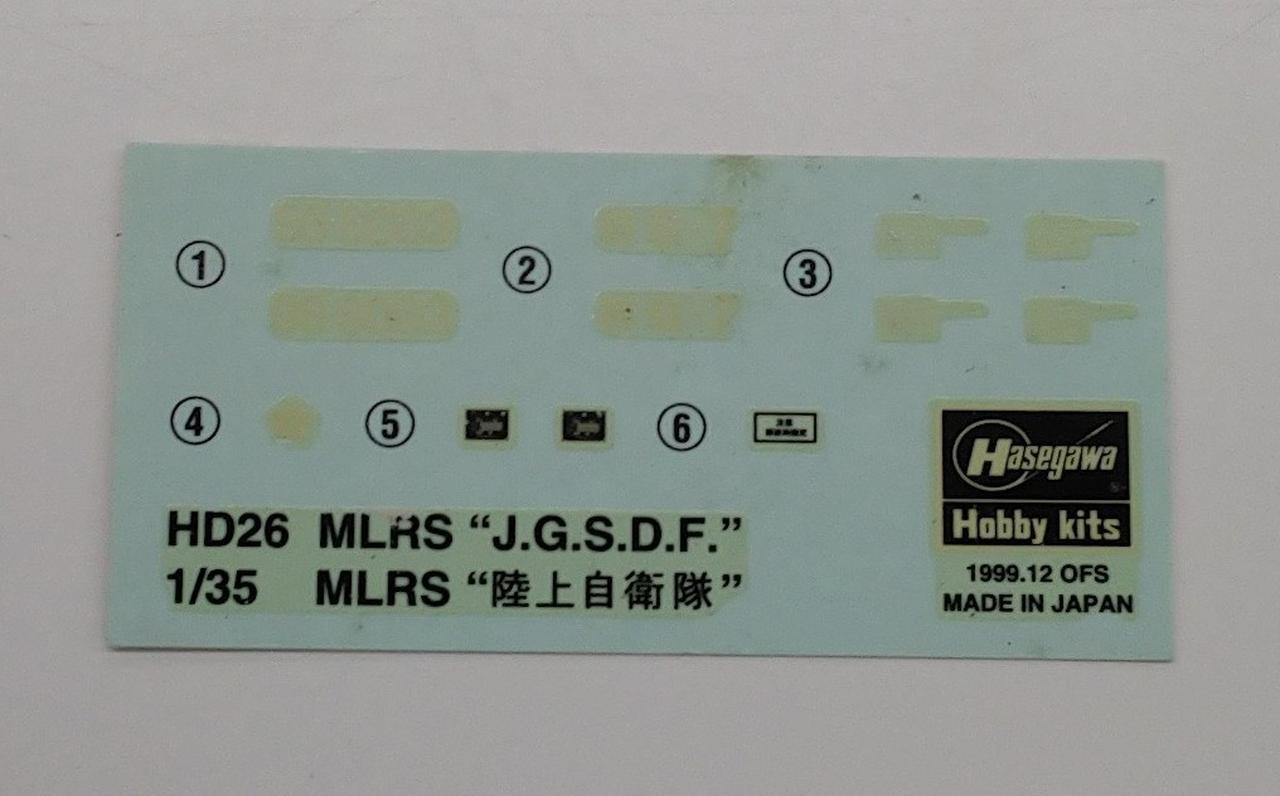 ① ② ③
④ ⑤ ⑥
HD26 MLRS “J.G.S.D.F.”
1/35 MLRS “陸上自衛隊”
Hasegawa
Hobby kits
1999.12 OFS
MADE IN JAPAN